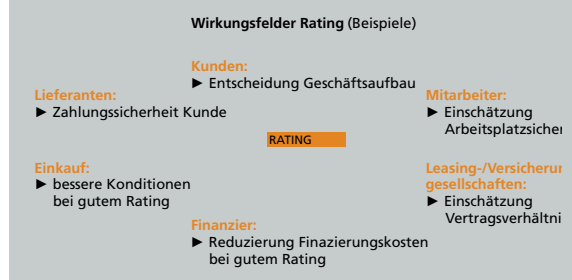 Wirkungsfelder Rating (Beispiele)
Kunden:
► Entscheidung Geschäftsaufbau
Lieferanten:
► Zahlungssicherheit Kunde
Mitarbeiter:
► Einschätzung
Arbeitsplatzsicher
RATING
Einkauf:
► bessere Konditionen
bei gutem Rating
Leasing-/Versicherun
gesellschaften:
► Einschätzung
Vertragsverhältni
Finanzier:
► Reduzierung Finazierungskosten
bei gutem Rating